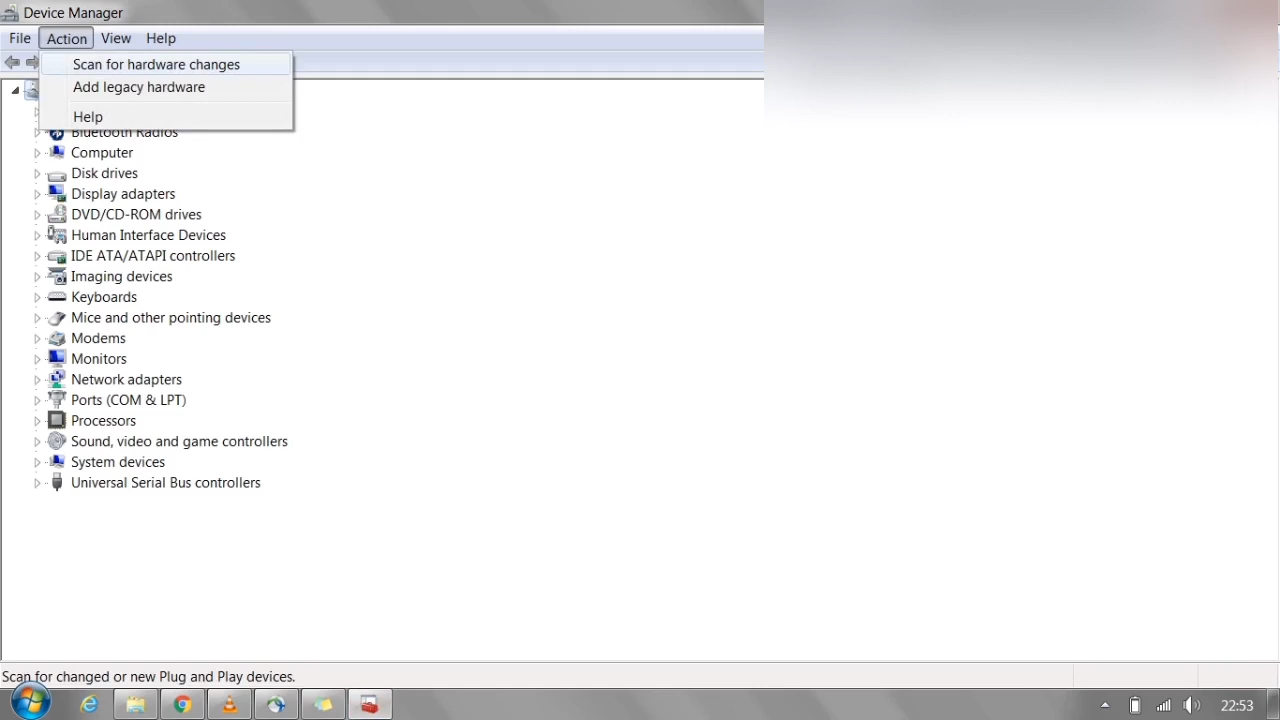 Device Manager
File Action View Help
Scan for hardware changes
Add legacy hardware
Help
Bluetooth Radios
Computer
Disk drives
Display adapters
DVD/CD-ROM drives
Human Interface Devices
IDE ATA/ATAPI controllers
Imaging devices
Keyboards
Mice and other pointing devices
Modems
Monitors
Network adapters
Ports (COM & LPT)
Processors
Sound, video and game controllers
System devices
Universal Serial Bus controllers
Scan for changed or new Plug and Play devices.
22:53